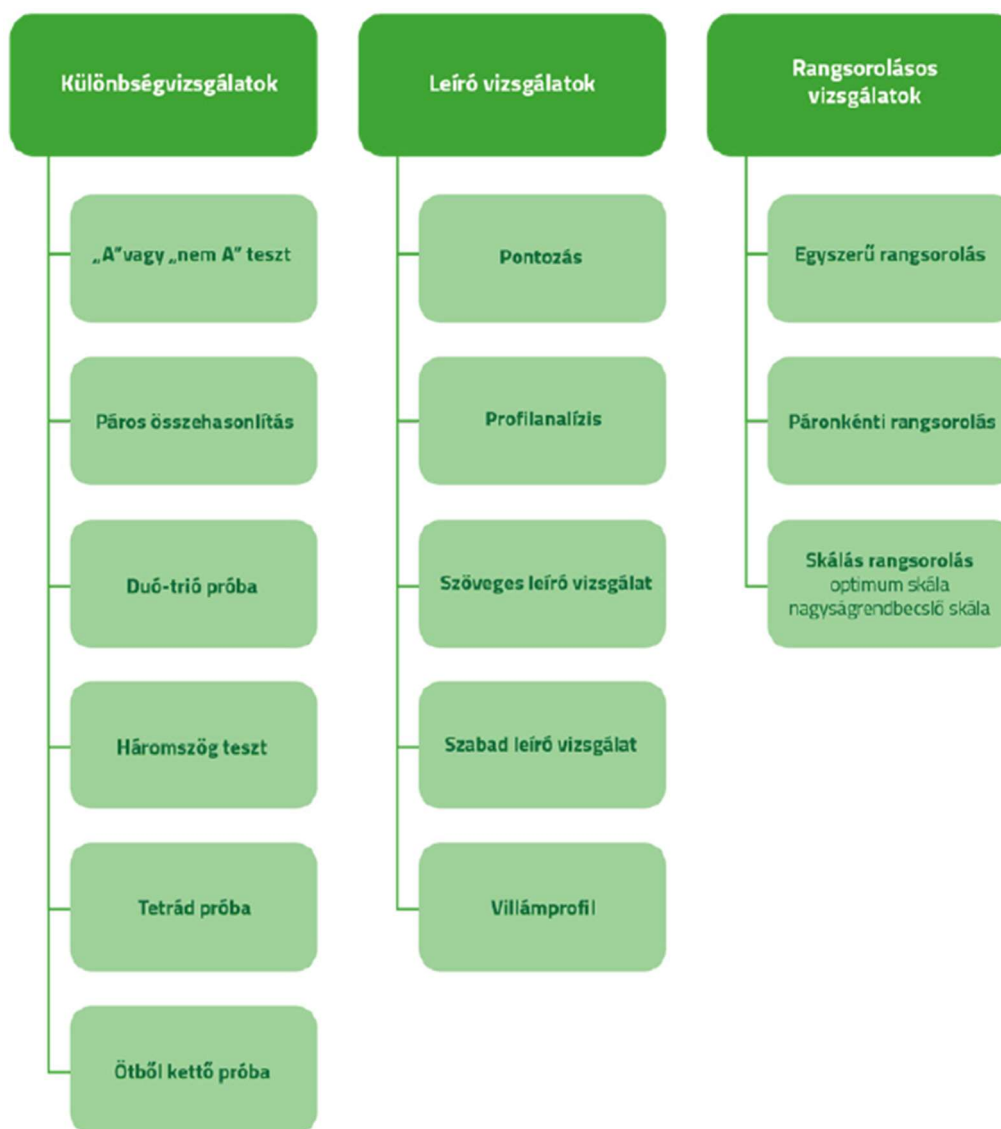 Különbségvizsgálatok
„A"vagy „nem A" teszt
Páros összehasonlítás
Duó-trió próba
Háromszög teszt
Tetrád próba
Ötből kettő próba
Leíró vizsgálatok
Pontozás
Profilanalízis
Szöveges leíró vizsgálat
Szabad leíró vizsgálat
Villámprofil
Rangsorolásos
vizsgálatok
Egyszerű rangsorolás
Páronkénti rangsorolás
Skálás rangsorolás
optimum skála
nagyságrendbecslő skála